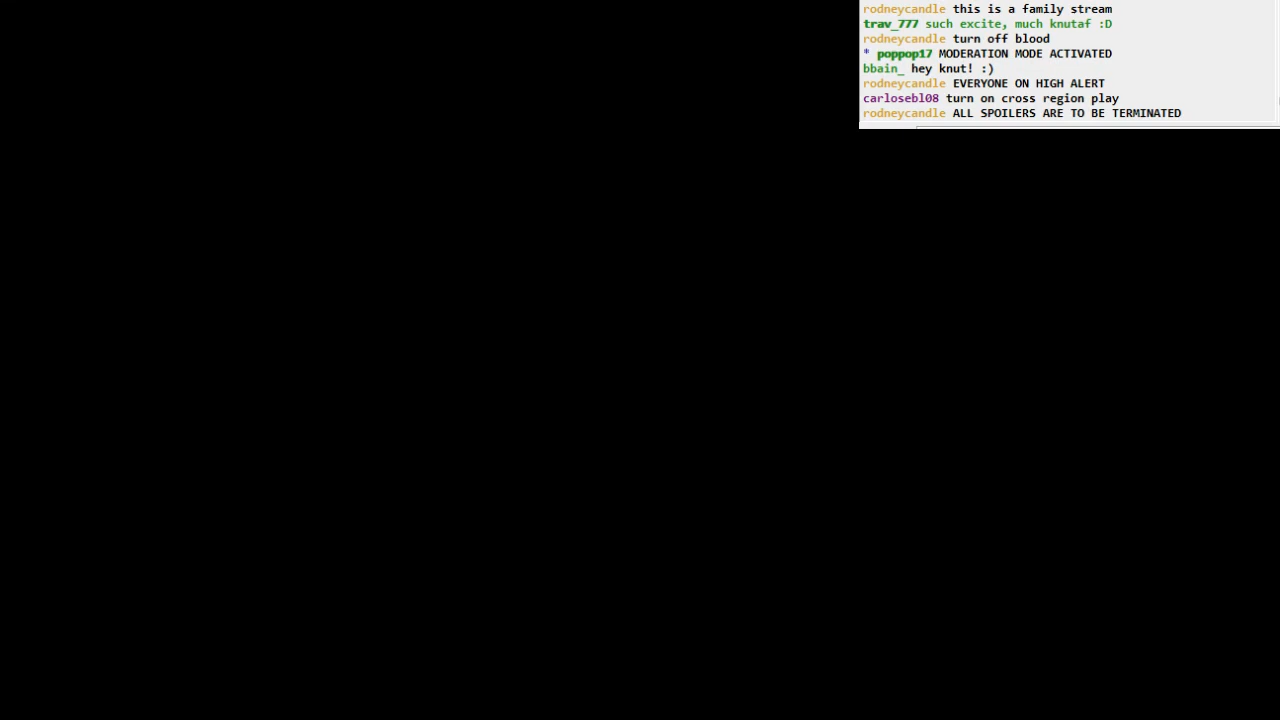 rodneycandle this is a family stream
trav_777 such excite, much knutaf :D
rodneycandle turn off blood
* poppop17 MODERATION MODE ACTIVATED
bbain_ hey knut! :)
rodneycandle EVERYONE ON HIGH ALERT
carlosebl08 turn on cross region play
rodneycandle ALL SPOILERS ARE TO BE TERMINATED